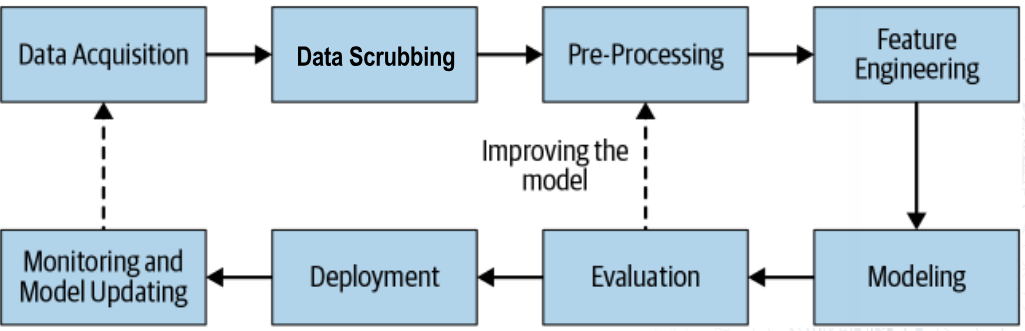 Data Acquisition
Data Scrubbing
Pre-Processing
Feature
Engineering
Improving the
model
Monitoring and
Model Updating
Deployment
Evaluation
Modeling